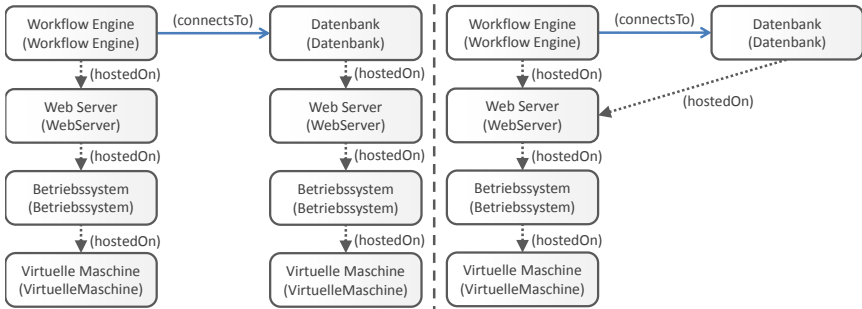 Workflow Engine
(Workflow Engine)
(connectsTo)
Datenbank
(Datenbank)
(hostedOn)
(hostedOn)
Web Server
(WebServer)
Web Server
(WebServer)
(hostedOn)
(hostedOn)
Betriebssystem
(Betriebssystem)
Betriebssystem
(Betriebssystem)
(hostedOn)
(hostedOn)
Virtuelle Maschine
(VirtuelleMaschine)
Virtuelle Maschine
(VirtuelleMaschine)
Workflow Engine
(Workflow Engine)
(connectsTo)
Datenbank
(Datenbank)
(hostedOn)
(hostedOn)
Web Server
(WebServer)
(hostedOn)
Betriebssystem
(Betriebssystem)
(hostedOn)
Virtuelle Maschine
(VirtuelleMaschine)